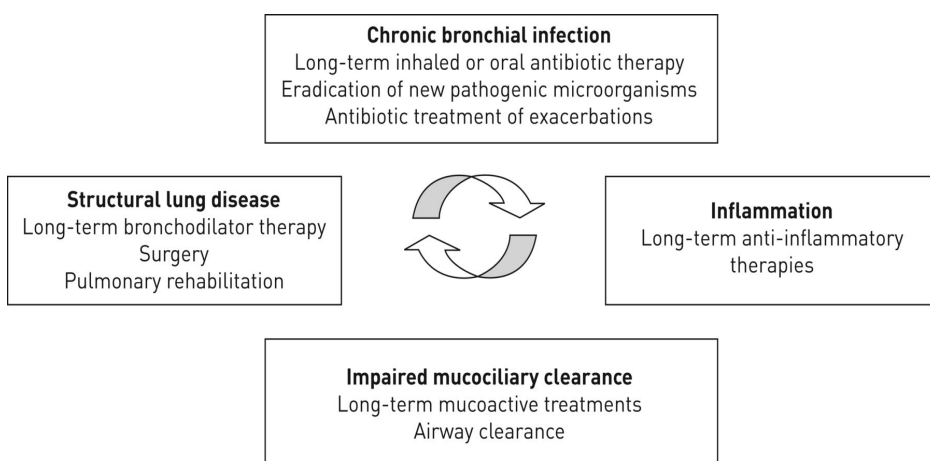 Chronic bronchial infection
Long-term inhaled or oral antibiotic therapy
Eradication of new pathogenic microorganisms
Antibiotic treatment of exacerbations
Structural lung disease
Long-term bronchodilator therapy
Surgery
Pulmonary rehabilitation
Inflammation
Long-term anti-inflammatory
therapies
Impaired mucociliary clearance
Long-term mucoactive treatments
Airway clearance